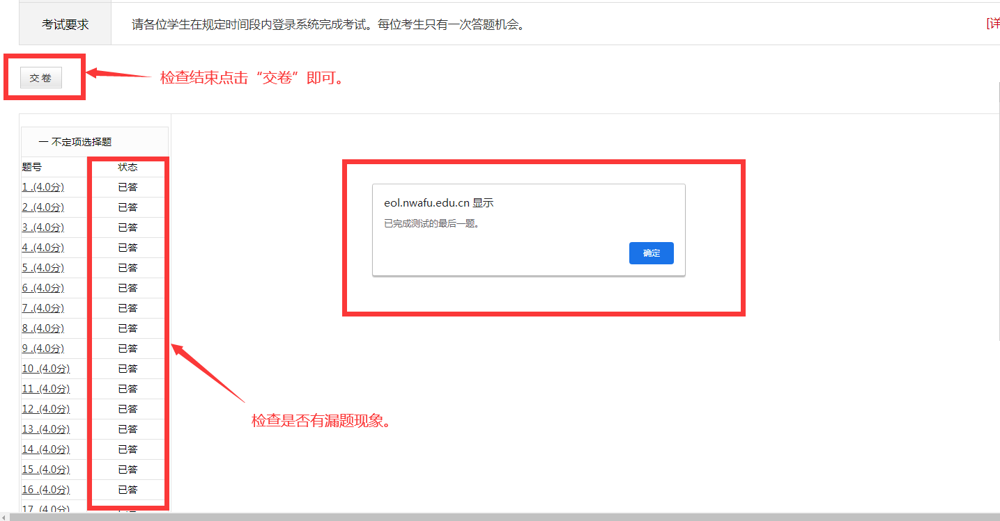 考试要求
请各位学生在规定时间段内登录系统完成考试。每位考生只有一次答题机会。
[详
交 卷
检查结束点击“交卷”即可。
一 不定项选择题
题号 状态
1 .(4.0分) 已答
2 .(4.0分) 已答
3 .(4.0分) 已答
4 .(4.0分) 已答
5 .(4.0分) 已答
6 .(4.0分) 已答
7 .(4.0分) 已答
8 .(4.0分) 已答
9 .(4.0分) 已答
10 .(4.0分) 已答
11 .(4.0分) 已答
12 .(4.0分) 已答
13 .(4.0分) 已答
14 .(4.0分) 已答
15 .(4.0分) 已答
16 .(4.0分) 已答
17 .(4.0分)
eol.nwafu.edu.cn 显示
已完成测试的最后一题。
确定
检查是否有漏题现象。